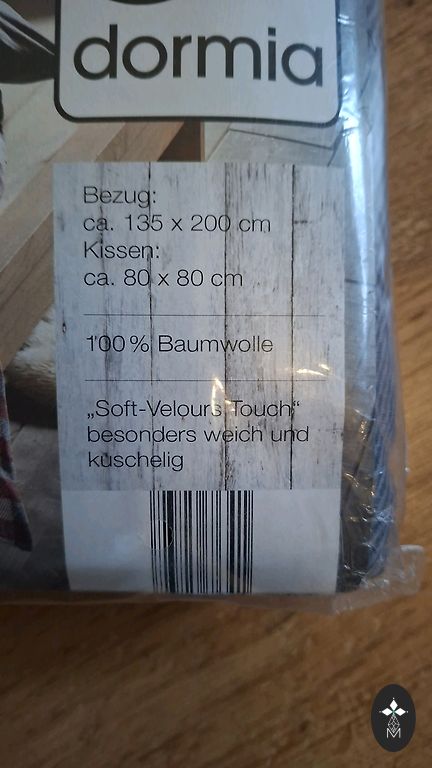 dormia
Bezug:
ca. 135 x 200 cm
Kissen:
ca. 80 x 80 cm
100 % Baumwolle
„Soft-Velours Touch“
besonders weich und
kuschelig
M